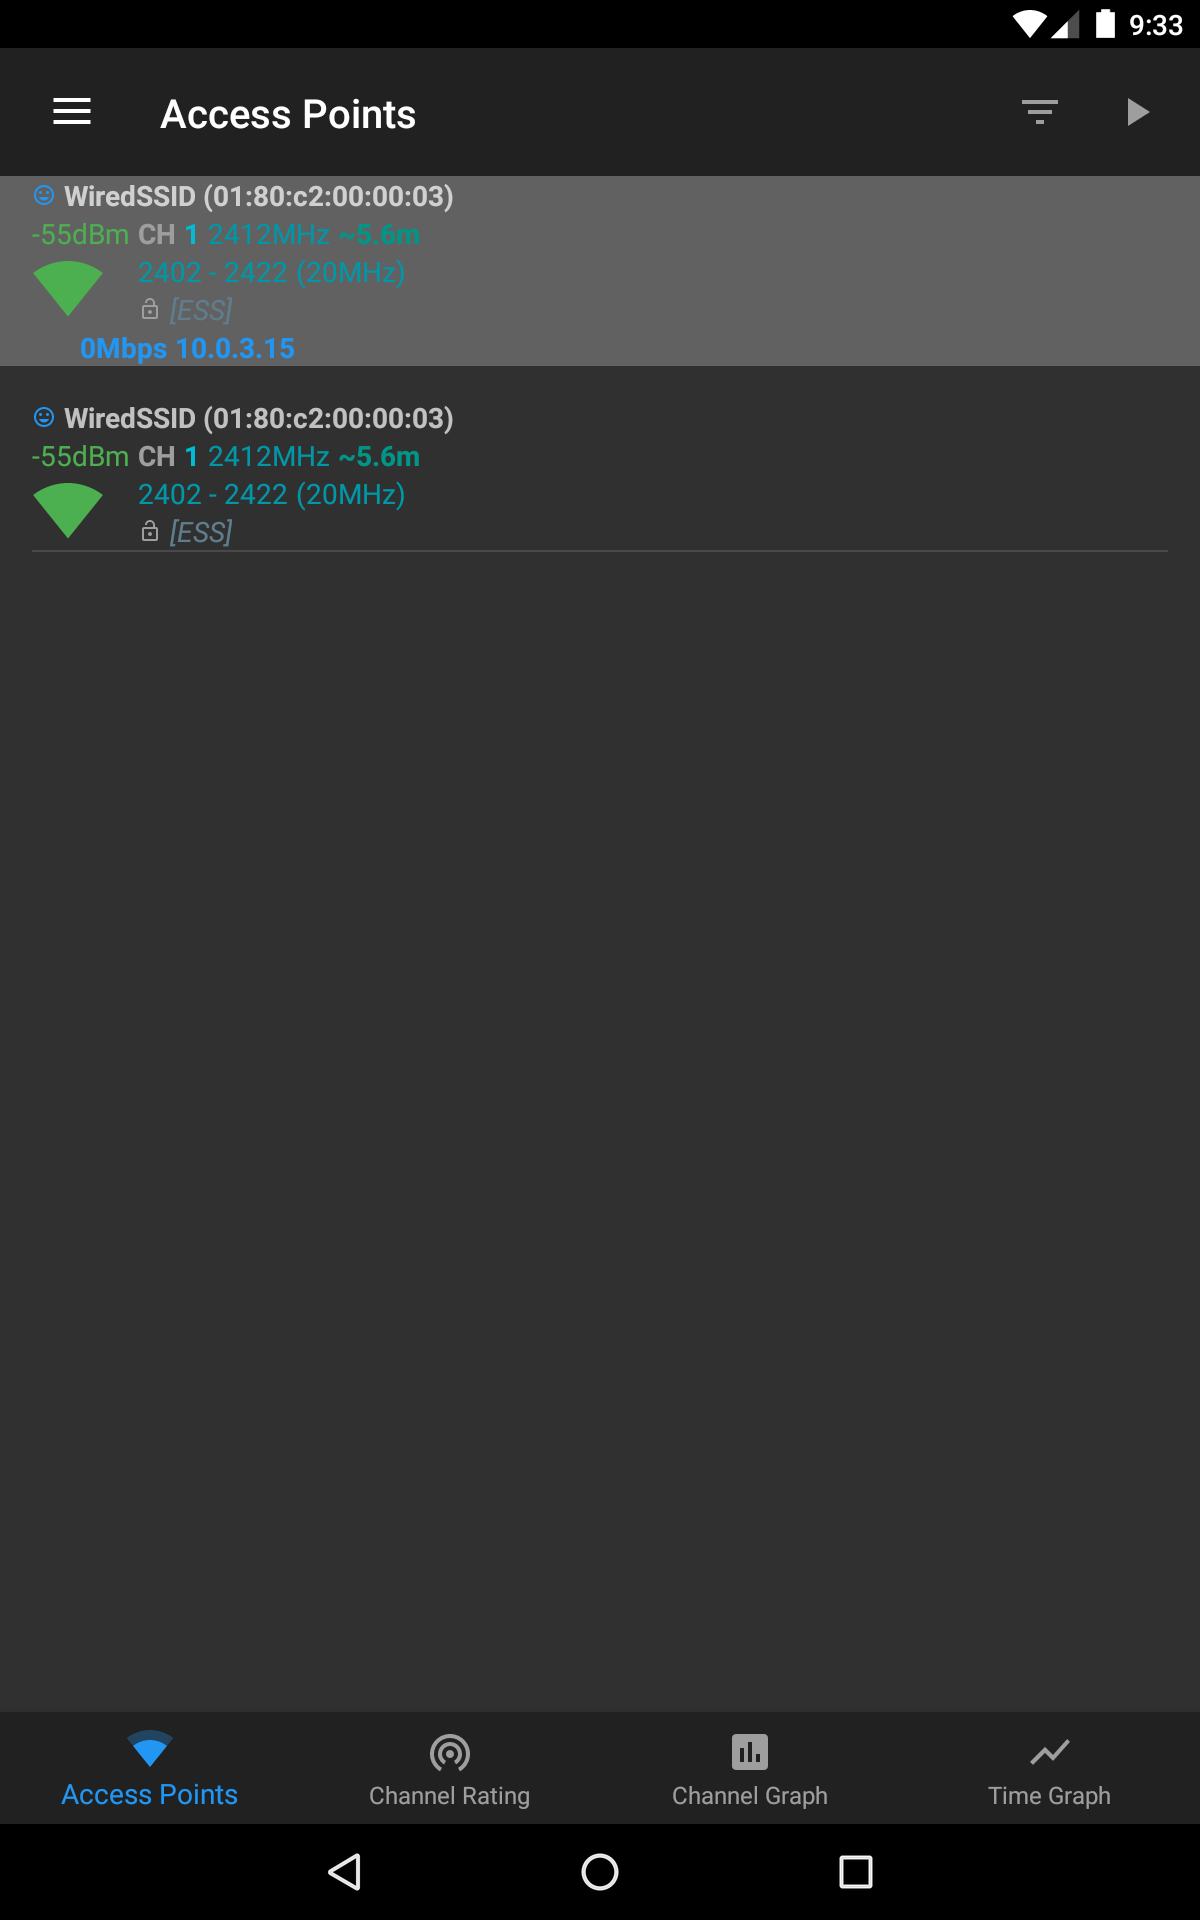 9:33
Access Points
WiredSSID (01:80:c2:00:00:03)
-55dBm CH 1 2412MHz ~5.6m
2402 - 2422 (20MHz)
[ESS]
0Mbps 10.0.3.15
WiredSSID (01:80:c2:00:00:03)
-55dBm CH 1 2412MHz ~5.6m
2402 - 2422 (20MHz)
[ESS]
Access Points
Channel Rating
Channel Graph
Time Graph